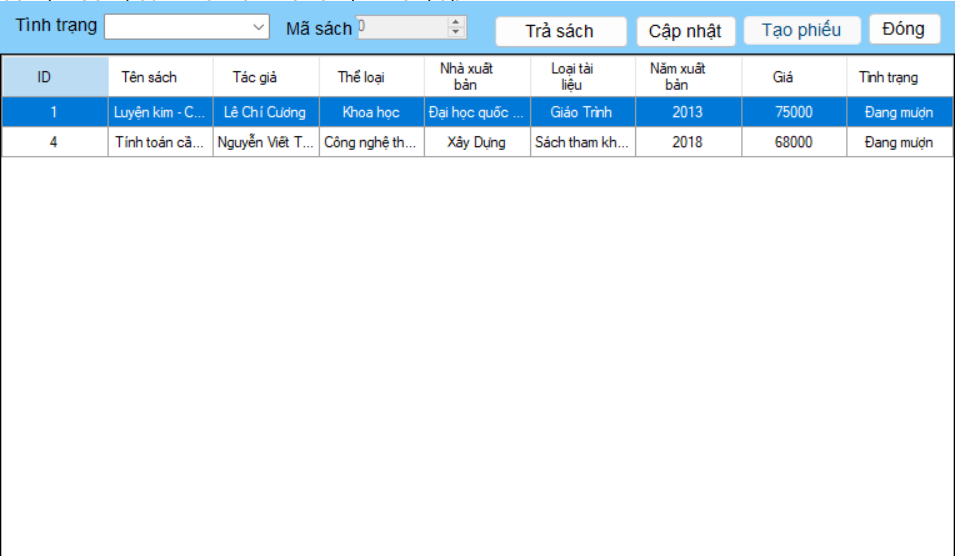 Tình trạng Mã sách 0 Trả sách Cập nhật Tạo phiếu Đóng
ID Tên sách Tác giả Thể loại Nhà xuất bản Loại tài liệu Năm xuất bản Giá Tình trạng
1 Luyện kim - C... Lê Chí Cương Khoa học Đại học quốc ... Giáo Trình 2013 75000 Đang mượn
4 Tính toán cầ... Nguyễn Viết T... Công nghệ th... Xây Dựng Sách tham kh... 2018 68000 Đang mượn